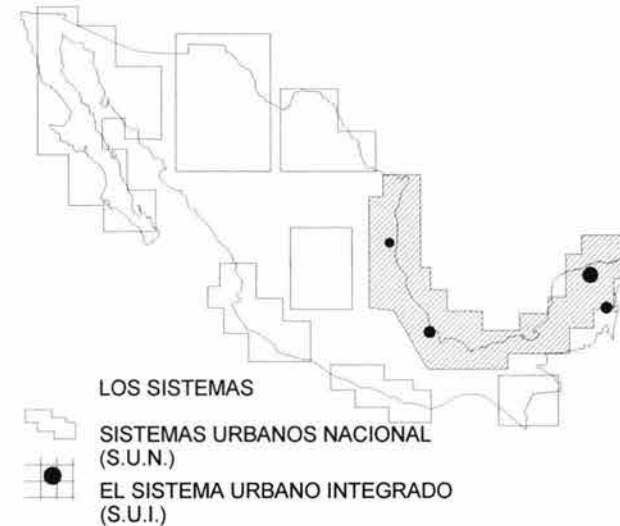 LOS SISTEMAS
SISTEMAS URBANOS NACIONAL
(S.U.N.)
EL SISTEMA URBANO INTEGRADO
(S.U.I.)